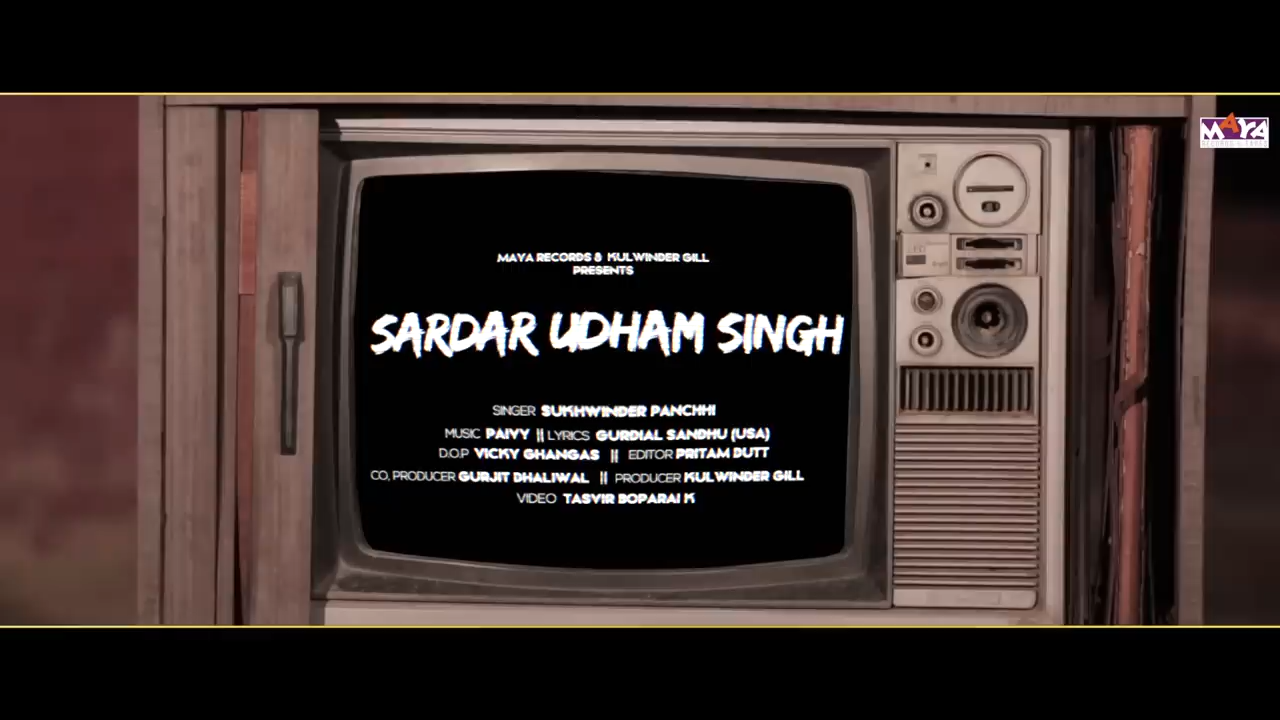 MAYA
MAYA RECORDS & KULWINDER GILL
PRESENTS
SARDAR UDHAM SINGH
SINGER SUKHWINDER PANCHHI
MUSIC PAIVY || LYRICS GURDIAL SANDHU (USA)
D.O.P VICKY GHANGAS || EDITOR PRITAM DUTT
CO, PRODUCER GURJIT DHALIWAL || PRODUCER KULWINDER GILL
VIDEO TASVIR BOPARAI K